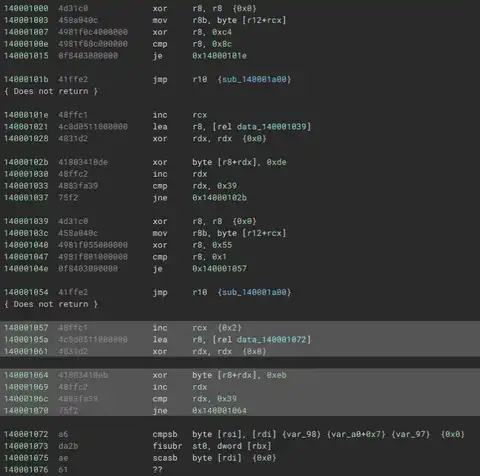 140001000 4d31c0 xor r8, r8 {0x0}
140001003 458a040c mov r8b, byte [r12+rcx]
140001007 4981f0c4000000 xor r8, 0xc4
14000100e 4981f88c000000 cmp r8, 0x8c
140001015 0f8403000000 je 0x14000101e
14000101b 41ffe2 jmp r10 {sub_140001a00}
{ Does not return }
14000101e 48ffc1 inc rcx
140001021 4c8d0511000000 lea r8, [rel data_140001039]
140001028 4831d2 xor rdx, rdx {0x0}
14000102b 41803410de xor byte [r8+rdx], 0xde
140001030 48ffc2 inc rdx
140001033 4883fa39 cmp rdx, 0x39
140001037 75f2 jne 0x14000102b
140001039 4d31c0 xor r8, r8 {0x0}
14000103c 458a040c mov r8b, byte [r12+rcx]
140001040 4981f055000000 xor r8, 0x55
140001047 4981f801000000 cmp r8, 0x1
14000104e 0f8403000000 je 0x140001057
140001054 41ffe2 jmp r10 {sub_140001a00}
{ Does not return }
140001057 48ffc1 inc rcx {0x2}
14000105a 4c8d0511000000 lea r8, [rel data_140001072]
140001061 4831d2 xor rdx, rdx {0x0}
140001064 41803410eb xor byte [r8+rdx], 0xeb
140001069 48ffc2 inc rdx
14000106c 4883fa39 cmp rdx, 0x39
140001070 75f2 jne 0x140001064
140001072 a6 cmpsb [rsi], [rdi] {var_98} {var_a0+0x7} {var_97} {0x0}
140001073 da2b fisubr st0, dword [rbx]
140001075 ae scasb byte [rdi] {0x0}
140001076 61 ??